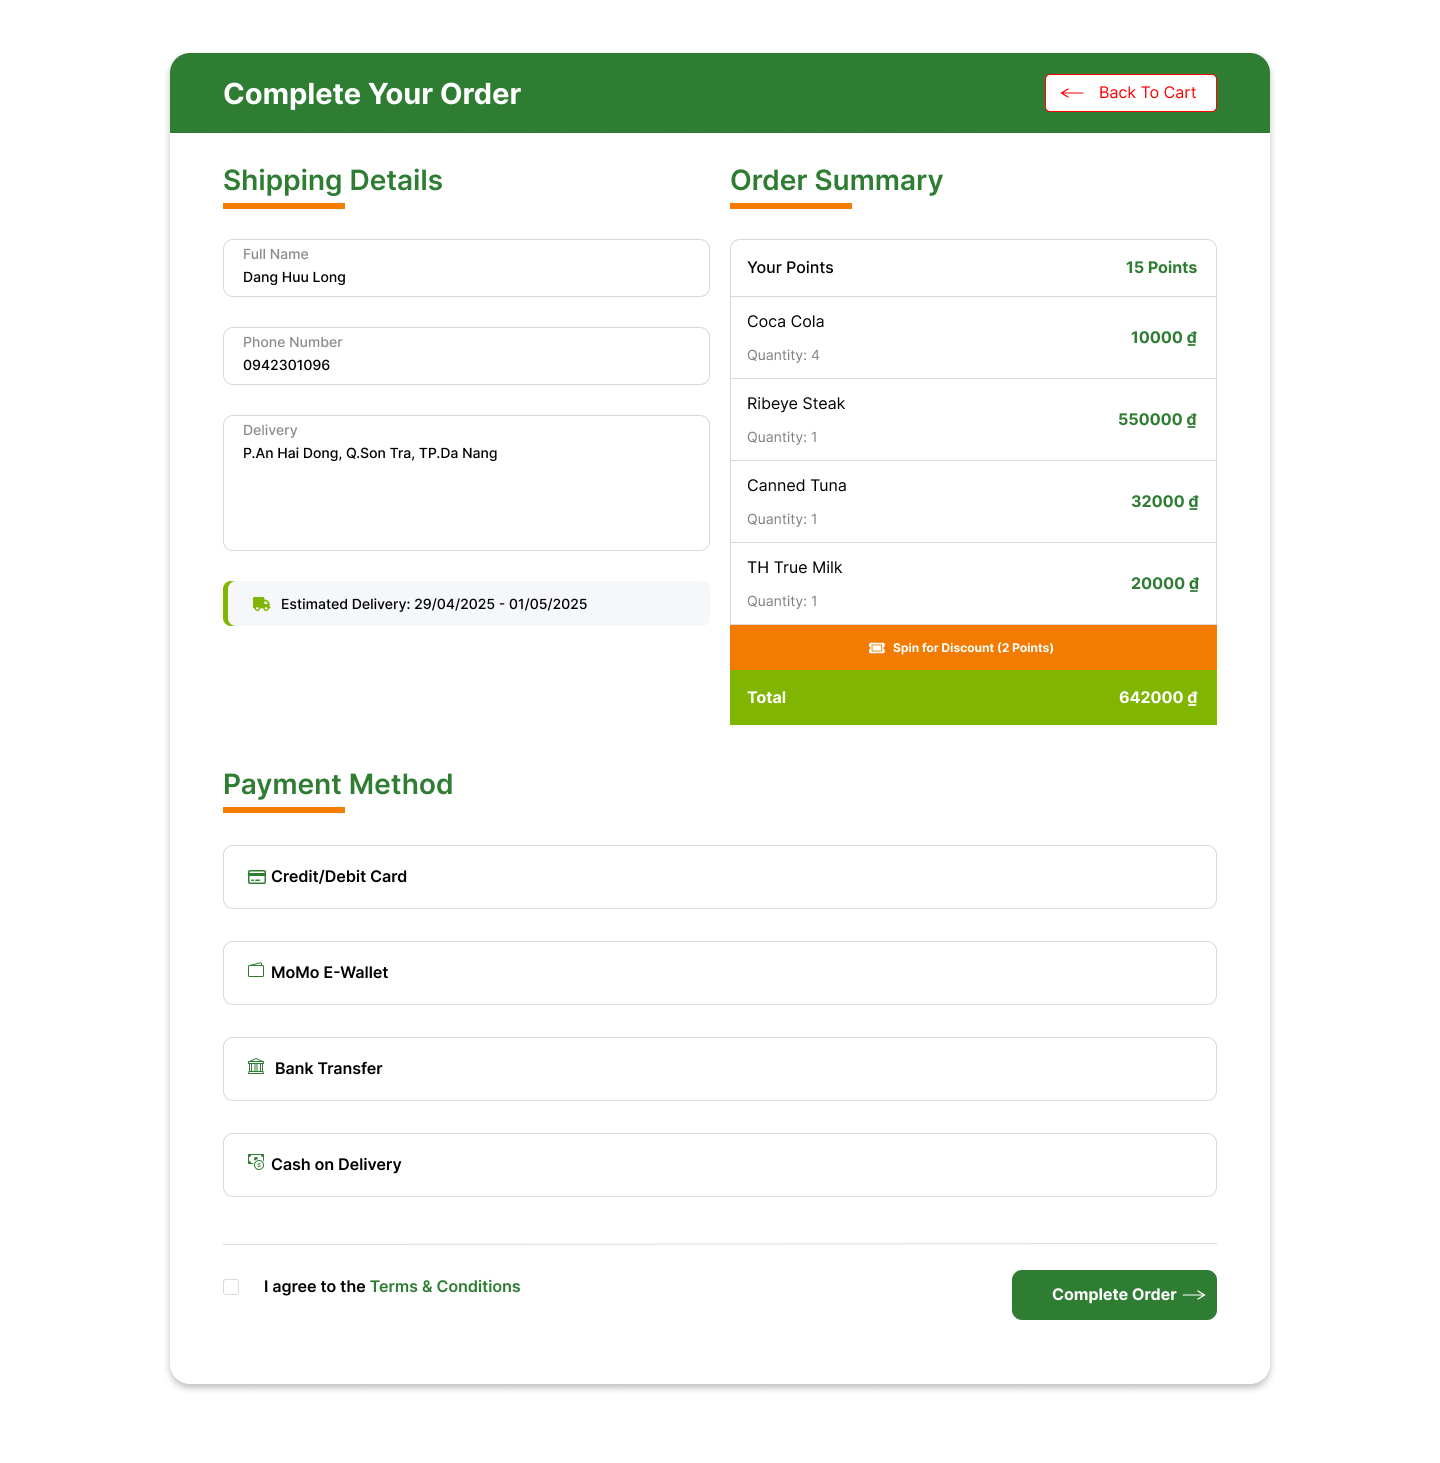 Complete Your Order
Back To Cart
Shipping Details
Full Name
Dang Huu Long
Phone Number
0942301096
Delivery
P.An Hai Dong, Q.Son Tra, TP.Da Nang
Estimated Delivery: 29/04/2025 - 01/05/2025
Order Summary
Your Points 15 Points
Coca Cola
Quantity: 4
10000 ₫
Ribeye Steak
Quantity: 1
550000 ₫
Canned Tuna
Quantity: 1
32000 ₫
TH True Milk
Quantity: 1
20000 ₫
Spin for Discount (2 Points)
Total 642000 ₫
Payment Method
Credit/Debit Card
MoMo E-Wallet
Bank Transfer
Cash on Delivery
I agree to the Terms & Conditions
Complete Order